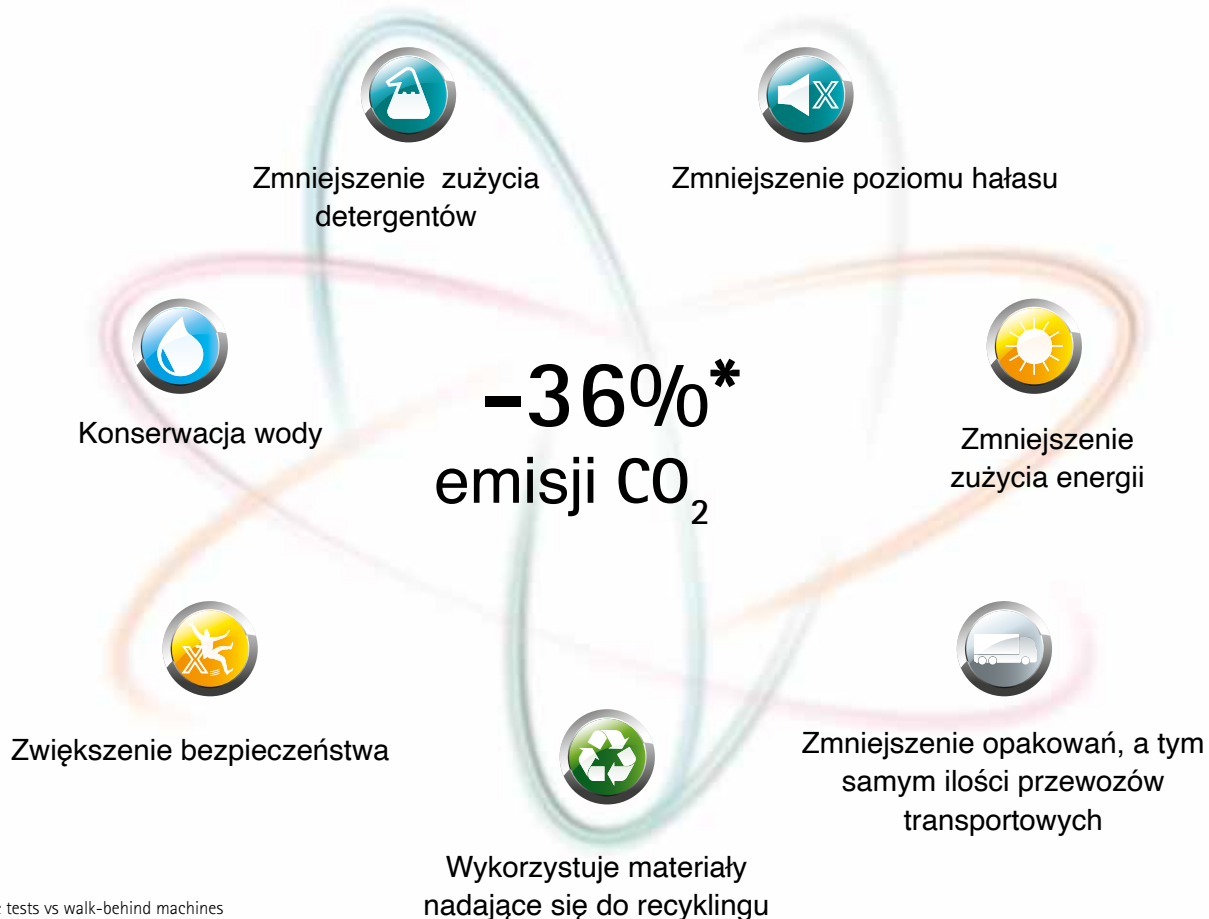 Zmniejszenie zużycia
detergentów
Zmniejszenie poziomu hałasu
Konserwacja wody
-36%*
emisji CO₂
Zmniejszenie
zużycia energii
Zwiększenie bezpieczeństwa
Zmniejszenie opakowań, a tym
samym ilości przewozów
transportowych
Wykorzystuje materiały
nadające się do recyklingu
tests vs walk-behind machines